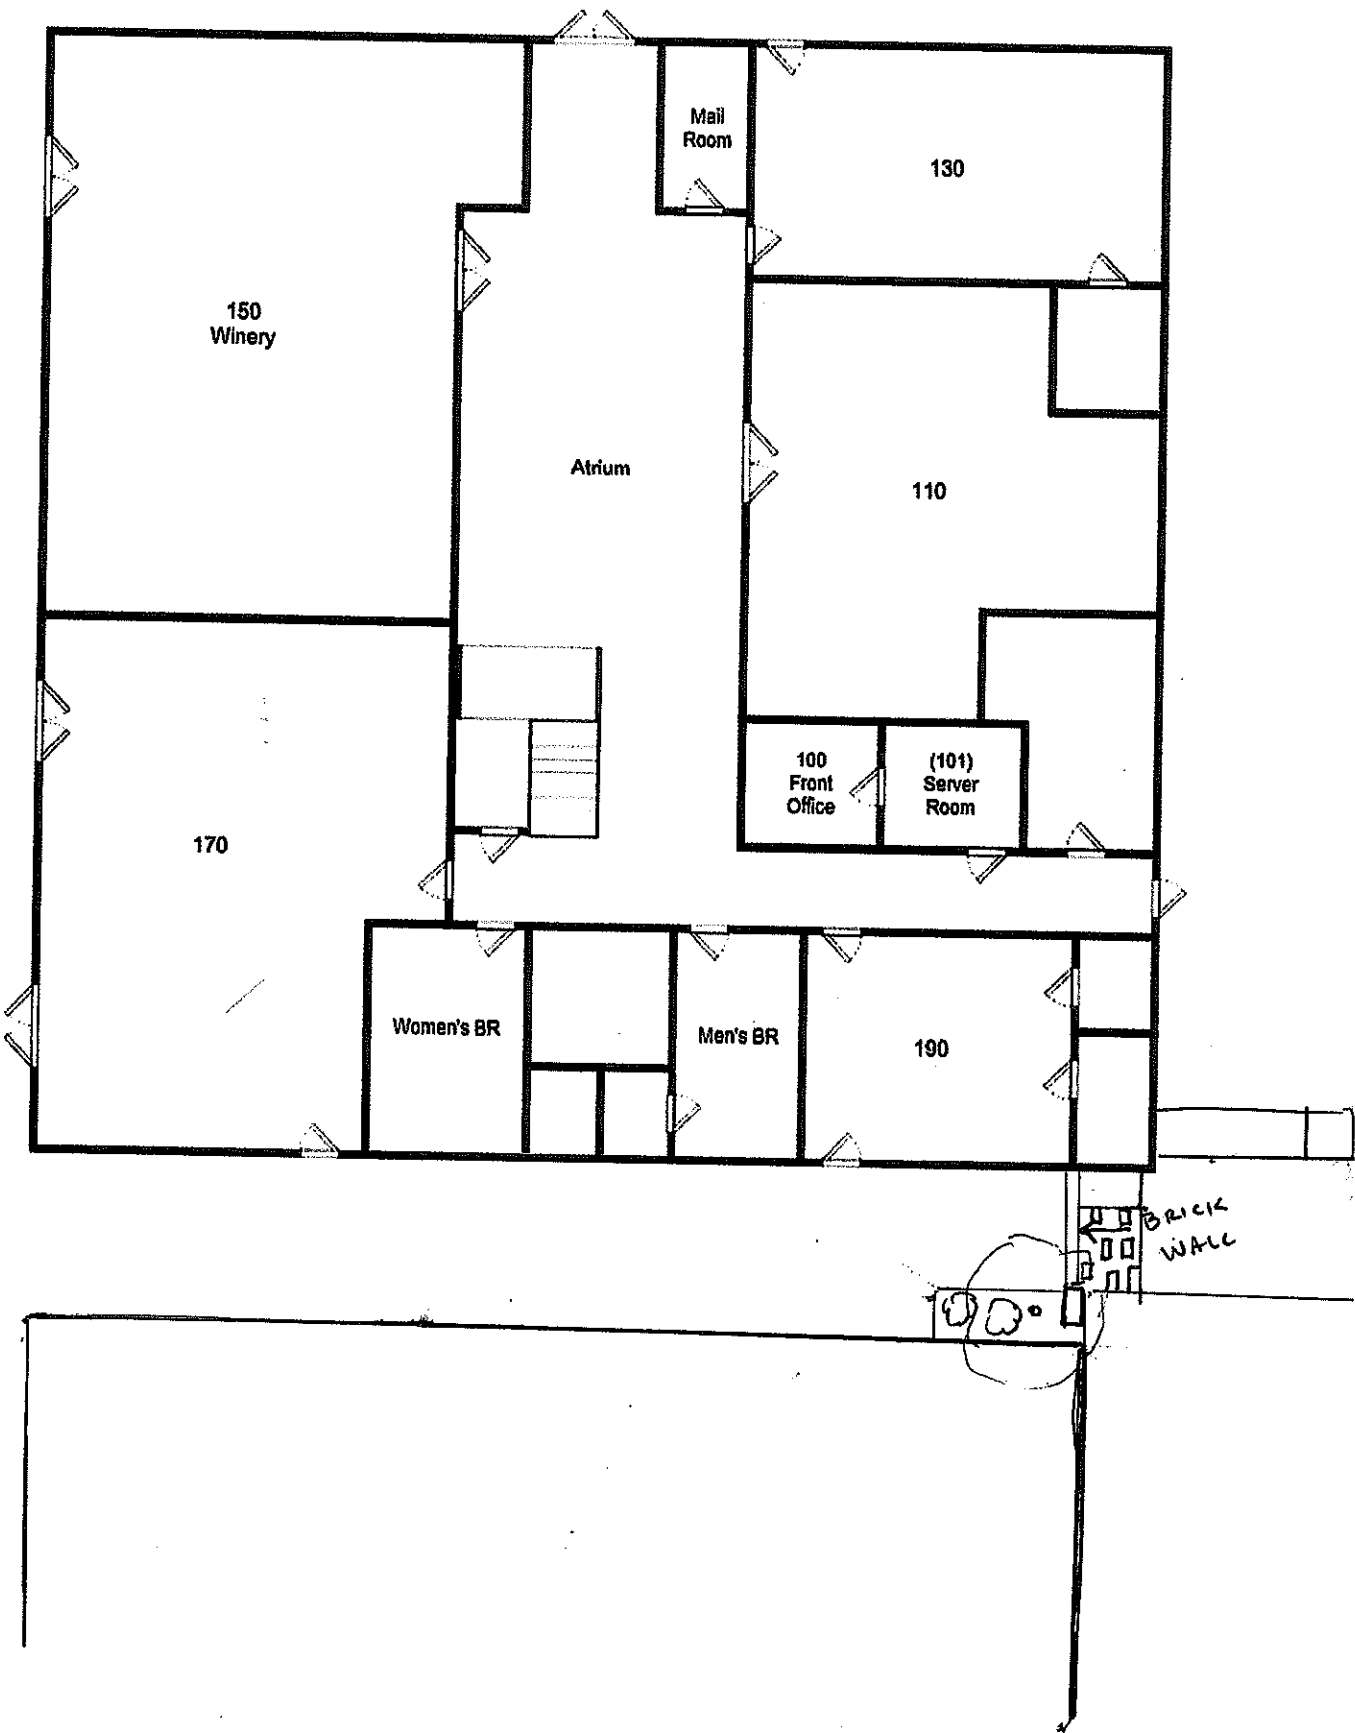 Mail
Room
130
150
Winery
Atrium
110
100
Front
Office
(101)
Server
Room
170
Women's BR
Men's BR
190
BRICK
WALL